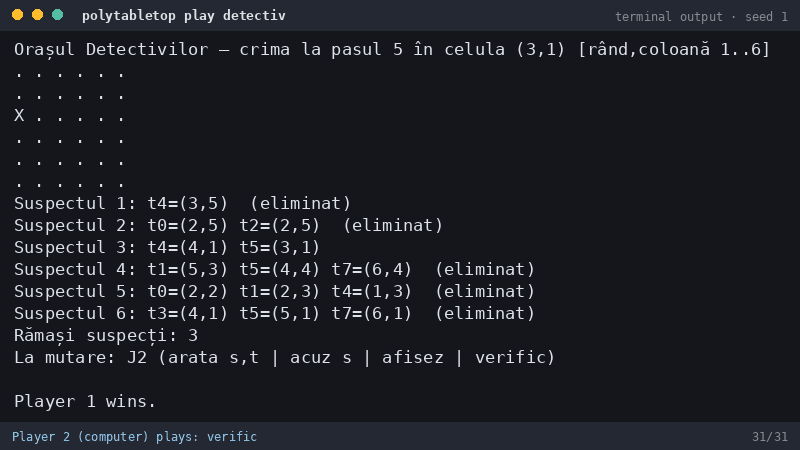 polytabletop play detectiv
terminal output · seed 1
Orașul Detectivilor — crima la pasul 5 în celula (3,1) [rând,coloană 1..6]
. . . . . .
. . . . . .
X . . . . .
. . . . . .
. . . . . .
. . . . . .
Suspectul 1: t4=(3,5)  (eliminat)
Suspectul 2: t0=(2,5) t2=(2,5)  (eliminat)
Suspectul 3: t4=(4,1) t5=(3,1)
Suspectul 4: t1=(5,3) t5=(4,4) t7=(6,4)  (eliminat)
Suspectul 5: t0=(2,2) t1=(2,3) t4=(1,3)  (eliminat)
Suspectul 6: t3=(4,1) t5=(5,1) t7=(6,1)  (eliminat)
Rămași suspecți: 3
La mutare: J2 (arata s,t | acuz s | afisez | verific)
Player 1 wins.
Player 2 (computer) plays: verific
31/31